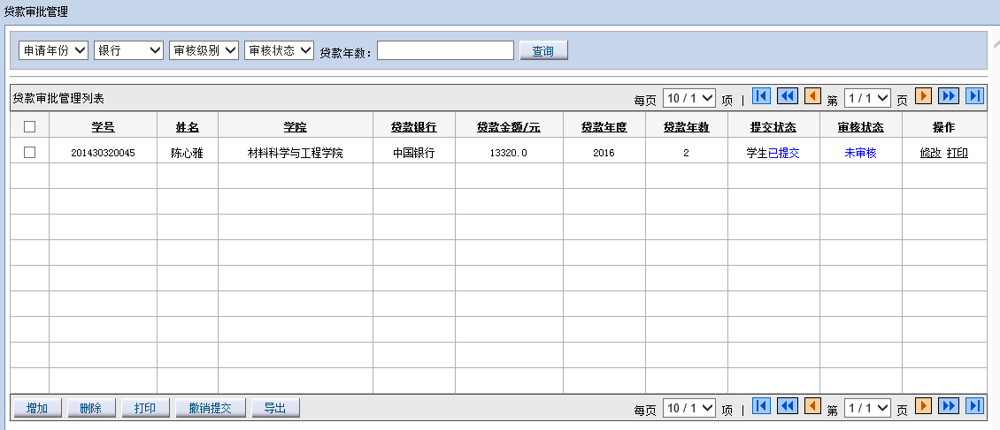 贷款审批管理
申请年份 银行 审核级别 审核状态 贷款年数： 查询
贷款审批管理列表 每页 10 / 1 项 | 第 1 / 1 页
学号 姓名 学院 贷款银行 贷款金额/元 贷款年度 贷款年数 提交状态 审核状态 操作
201430320045 陈心雅 材料科学与工程学院 中国银行 13320.0 2016 2 学生已提交 未审核 修改 打印
增加 删除 打印 撤销提交 导出 每页 10 / 1 项 | 第 1 / 1 页